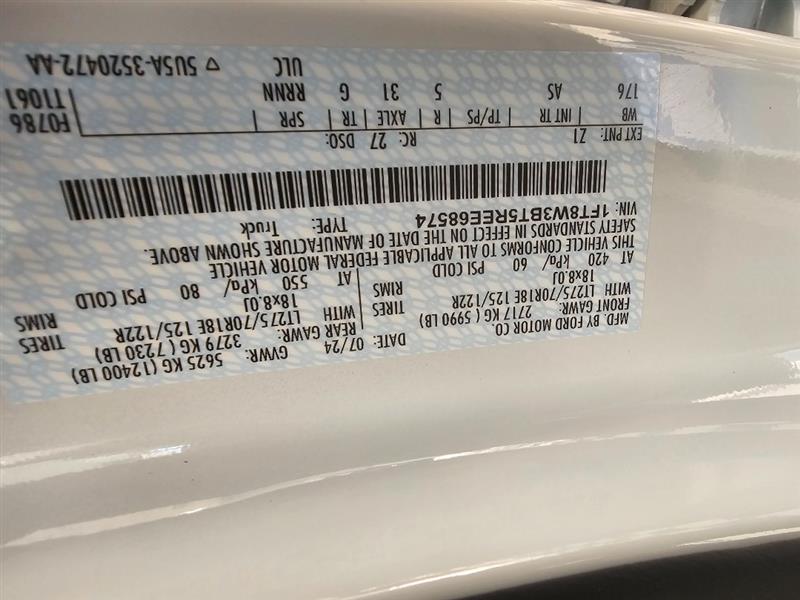 MFD. BY FORD MOTOR CO.
DATE: 07/24 GVWR: 5625 KG (12400 LB)
FRONT GAWR: 2717 KG ( 5990 LB) REAR GAWR: 3279 KG ( 7230 LB)
WITH LT275/70R18E 125/122R TIRES WITH LT275/70R18E 125/122R TIRES
18x8.0J RIMS 18x8.0J RIMS
AT 420 kPa/ 60 PSI COLD AT 550 kPa/ 80 PSI COLD
THIS VEHICLE CONFORMS TO ALL APPLICABLE FEDERAL MOTOR VEHICLE
SAFETY STANDARDS IN EFFECT ON THE DATE OF MANUFACTURE SHOWN ABOVE.
VIN: 1FT8W3BT5REE68574 TYPE: Truck
EXT PNT: Z1 RC: 27 DSO:
WB INT TR TP/PS R AXLE TR SPR F0786
176 AS 5 31 G RRNN T1061
ULC ▽ 5U5A-3520472-AA